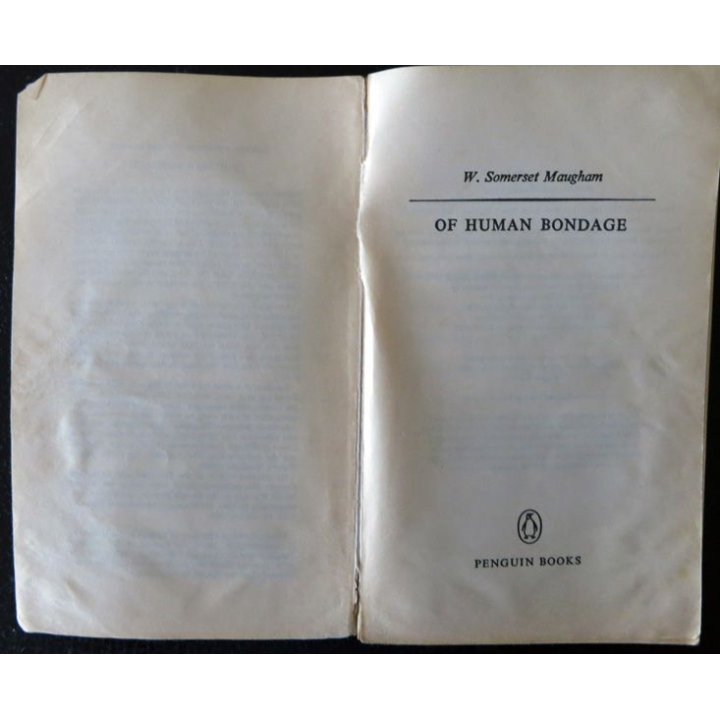 W. Somerset Maugham
OF HUMAN BONDAGE
PENGUIN BOOKS